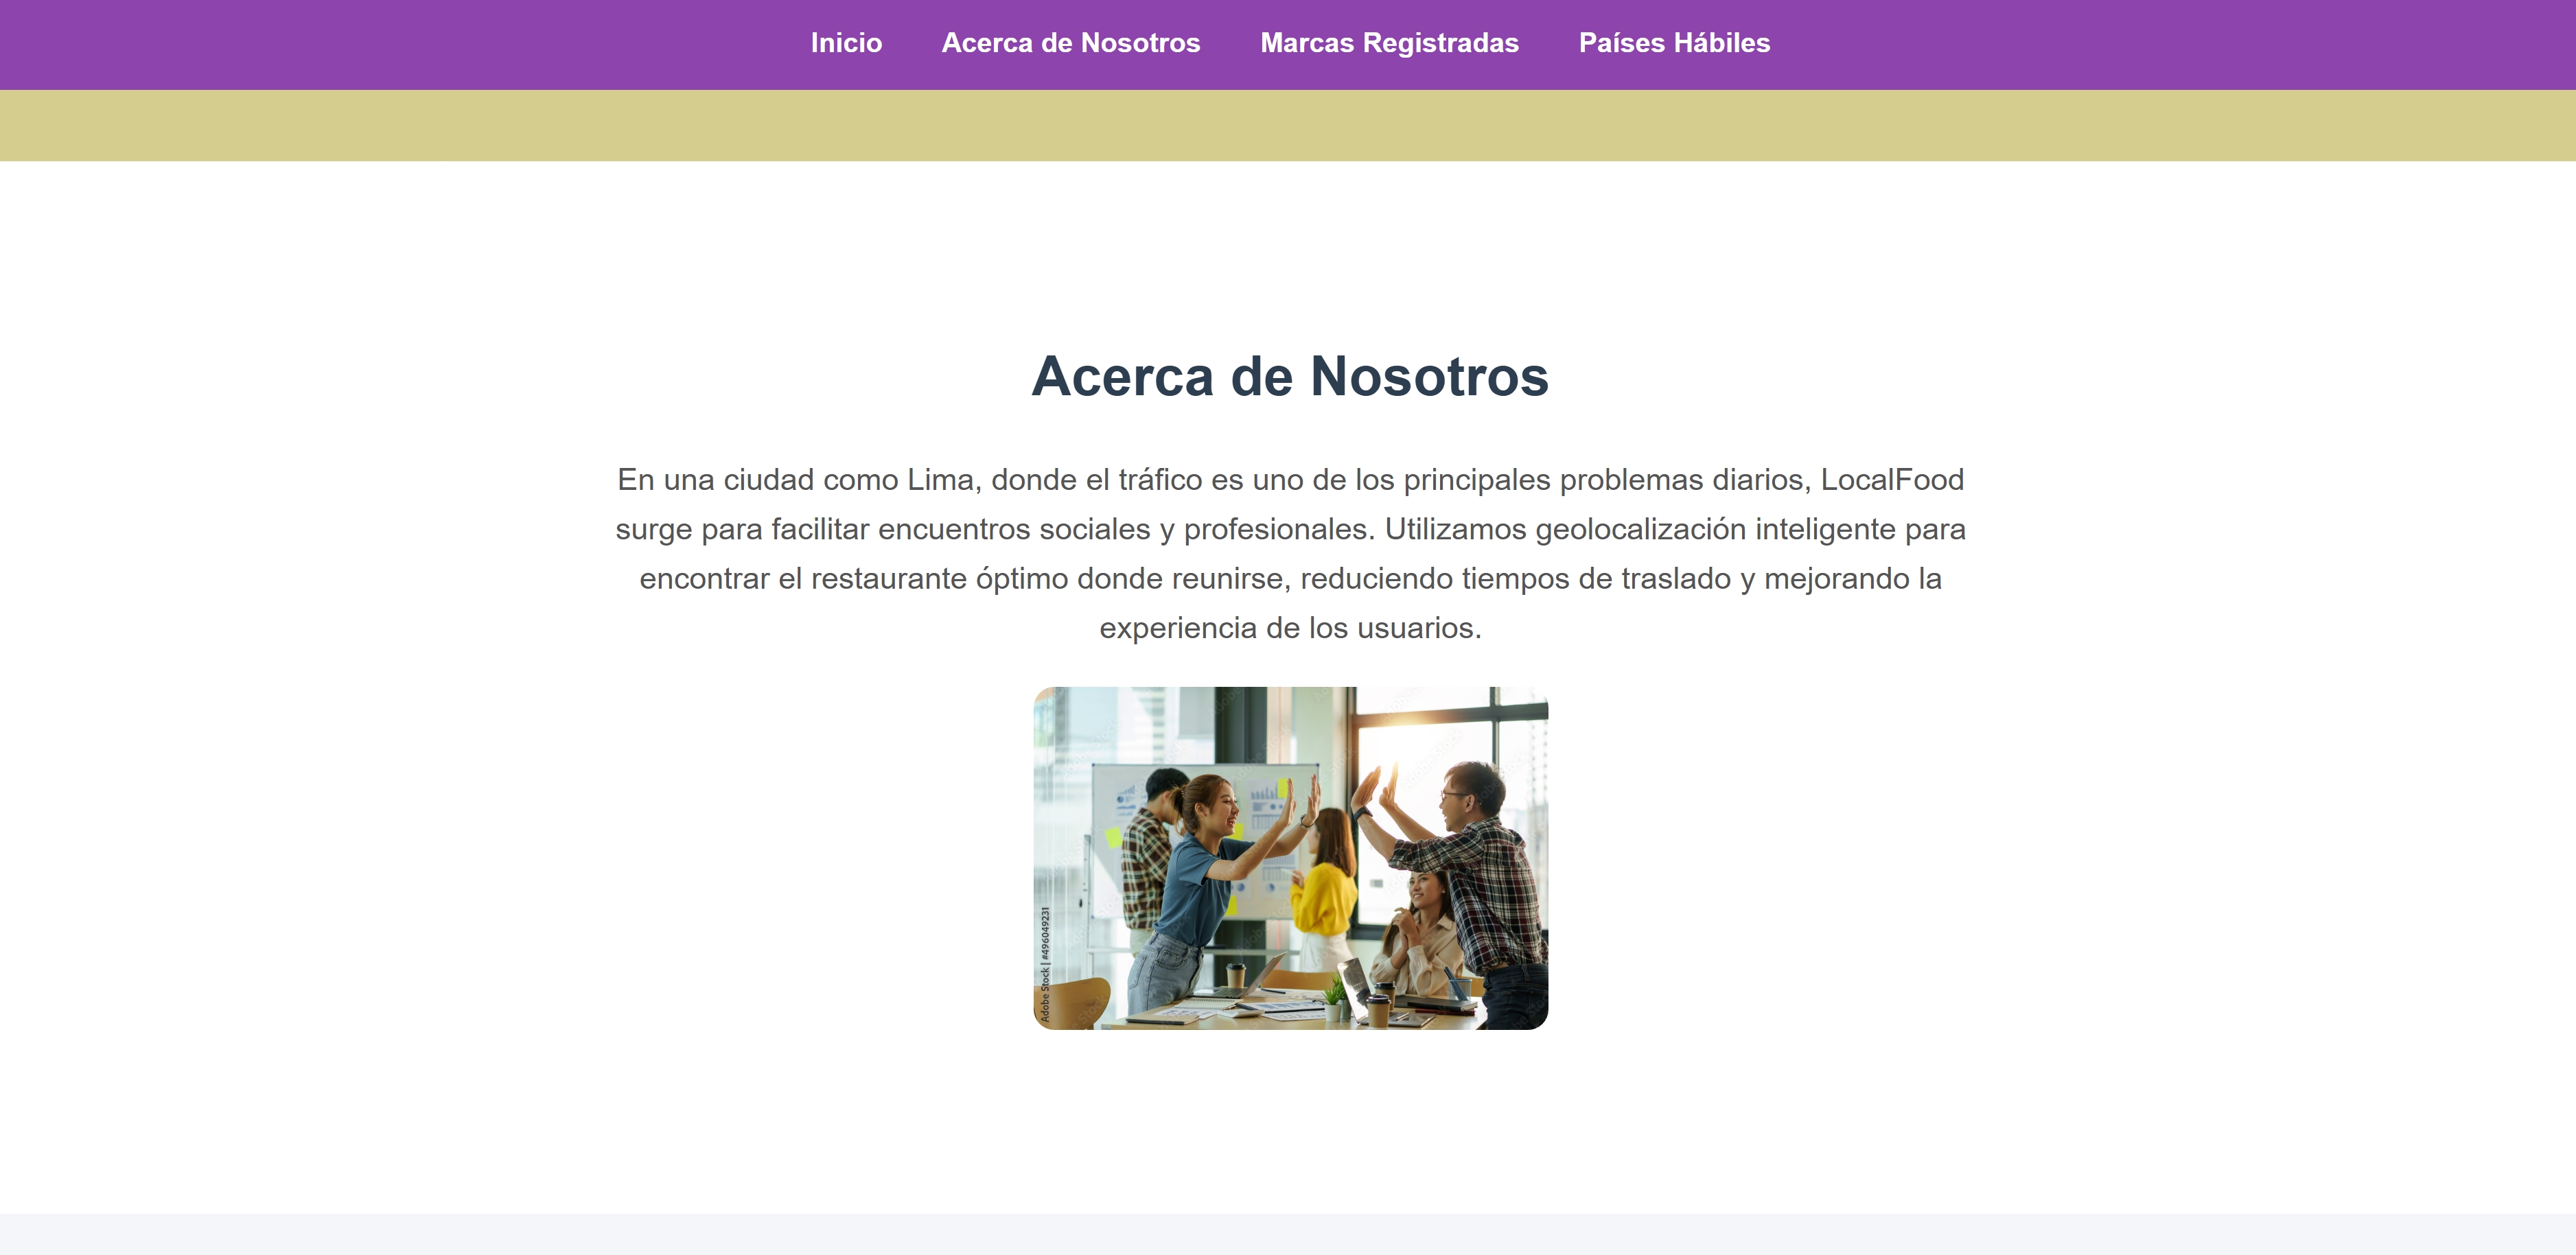 Inicio Acerca de Nosotros Marcas Registradas Países Hábiles
Acerca de Nosotros
En una ciudad como Lima, donde el tráfico es uno de los principales problemas diarios, LocalFood
surge para facilitar encuentros sociales y profesionales. Utilizamos geolocalización inteligente para
encontrar el restaurante óptimo donde reunirse, reduciendo tiempos de traslado y mejorando la
experiencia de los usuarios.
Adobe Stock | #496049231